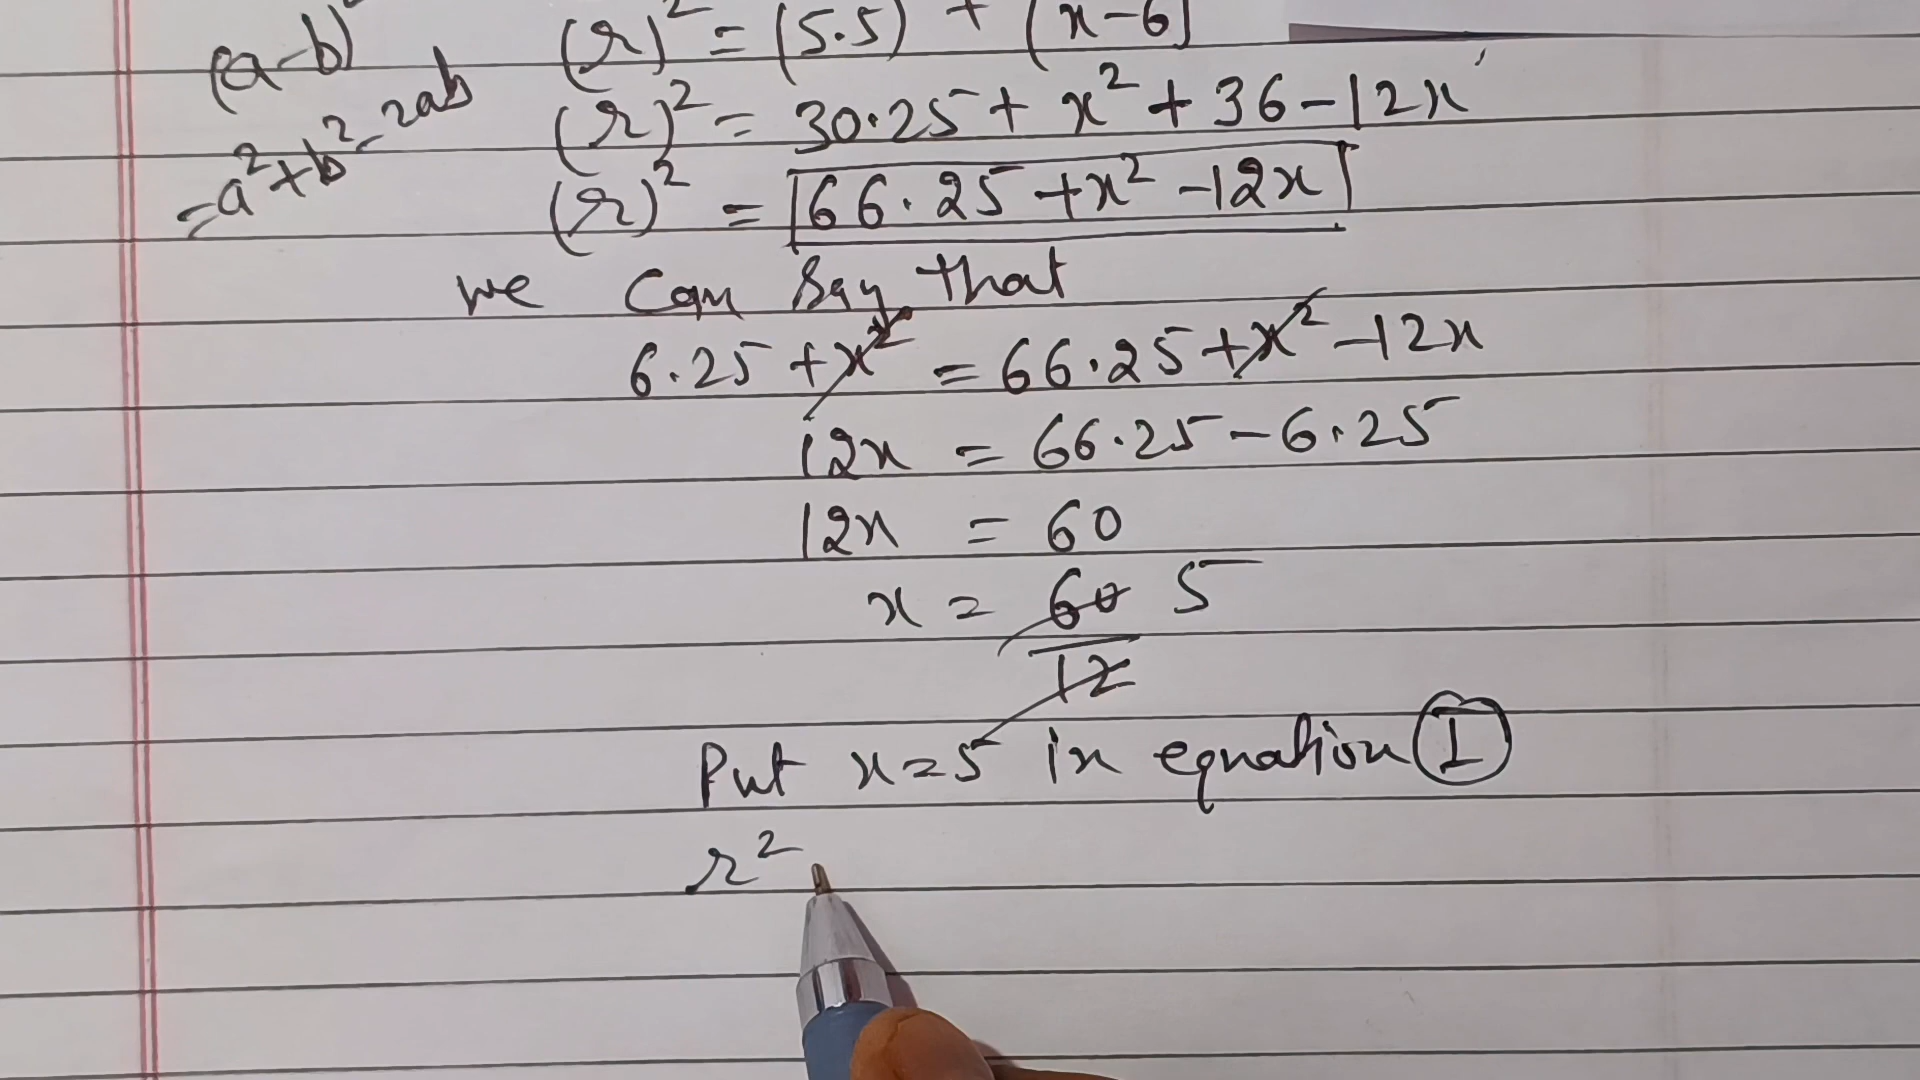 (a-b)²
= a² + b² - 2ab
(r)² = (5.5) + (x-6)
(r)² = 30.25 + x² + 36 - 12x
(r)² = 66.25 + x² - 12x
we can say that
6.25 + x² = 66.25 + x² - 12x
12x = 66.25 - 6.25
12x = 60
x = 60 5
12
Put x=5 in equation I
r²